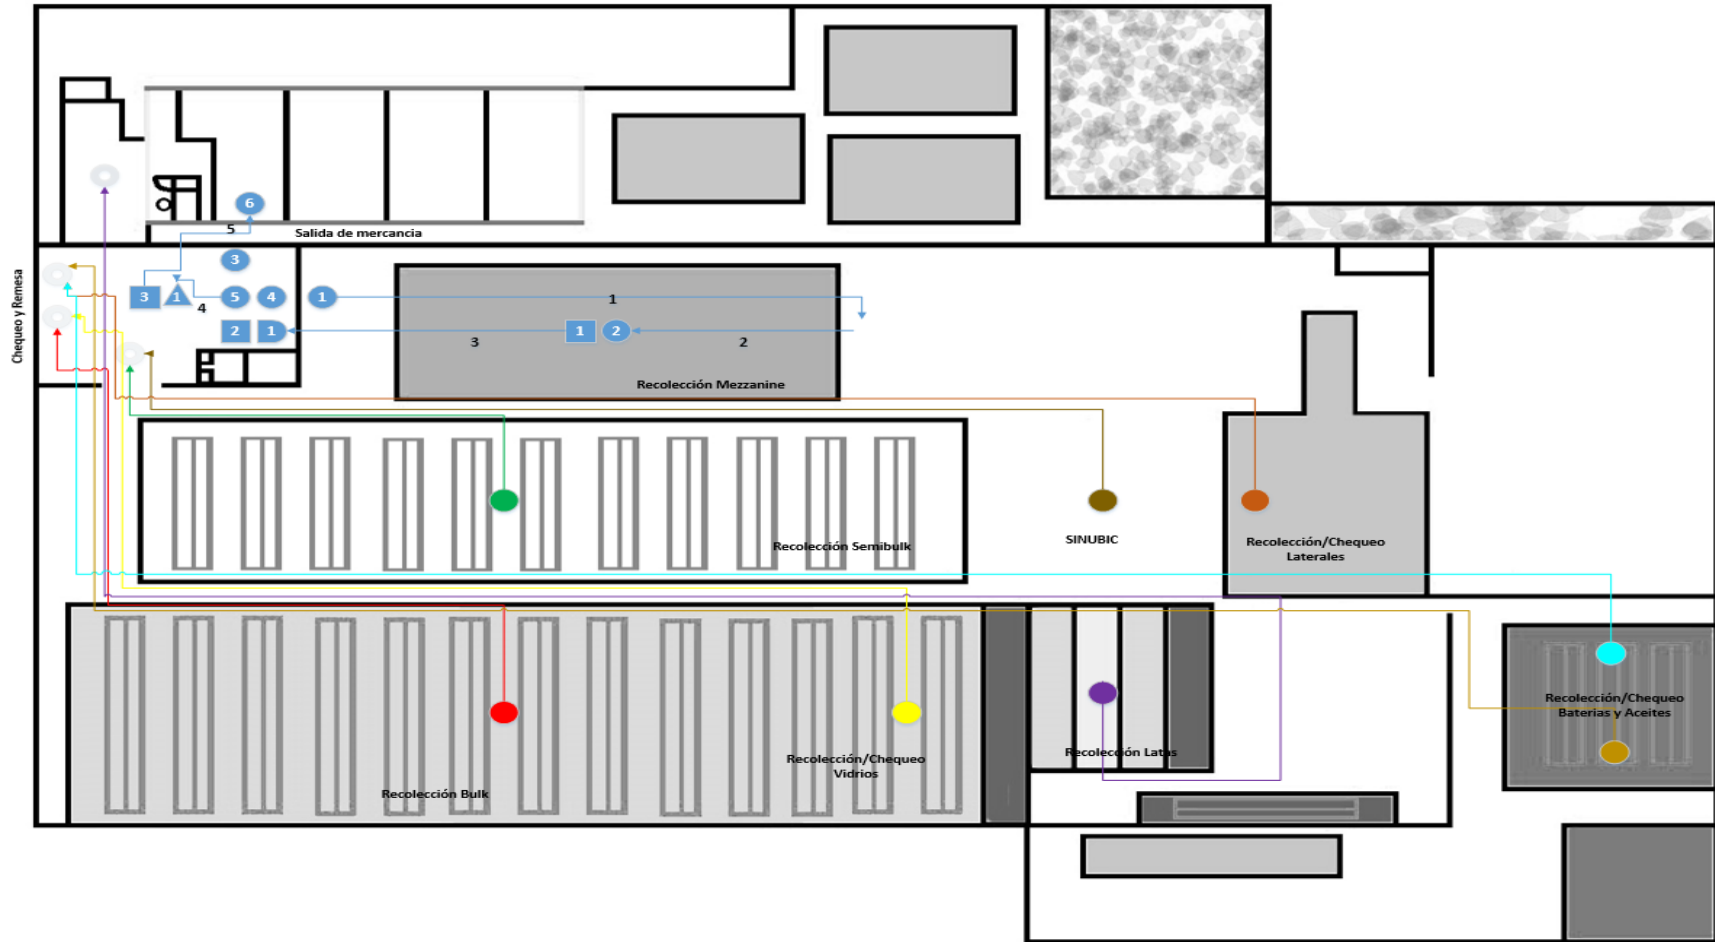 6
5
Salida de mercancia
3
Chequeo y Remesa
3
1
4
5
4
1
1
2
1
3
1
2
2
Recolección Mezzanine
Recolección Semibulk
SINUBIC
Recolección/Chequeo
Laterales
Recolección/Chequeo
Baterias y Aceites
Recolección Latas
Recolección/Chequeo
Vidrios
Recolección Bulk